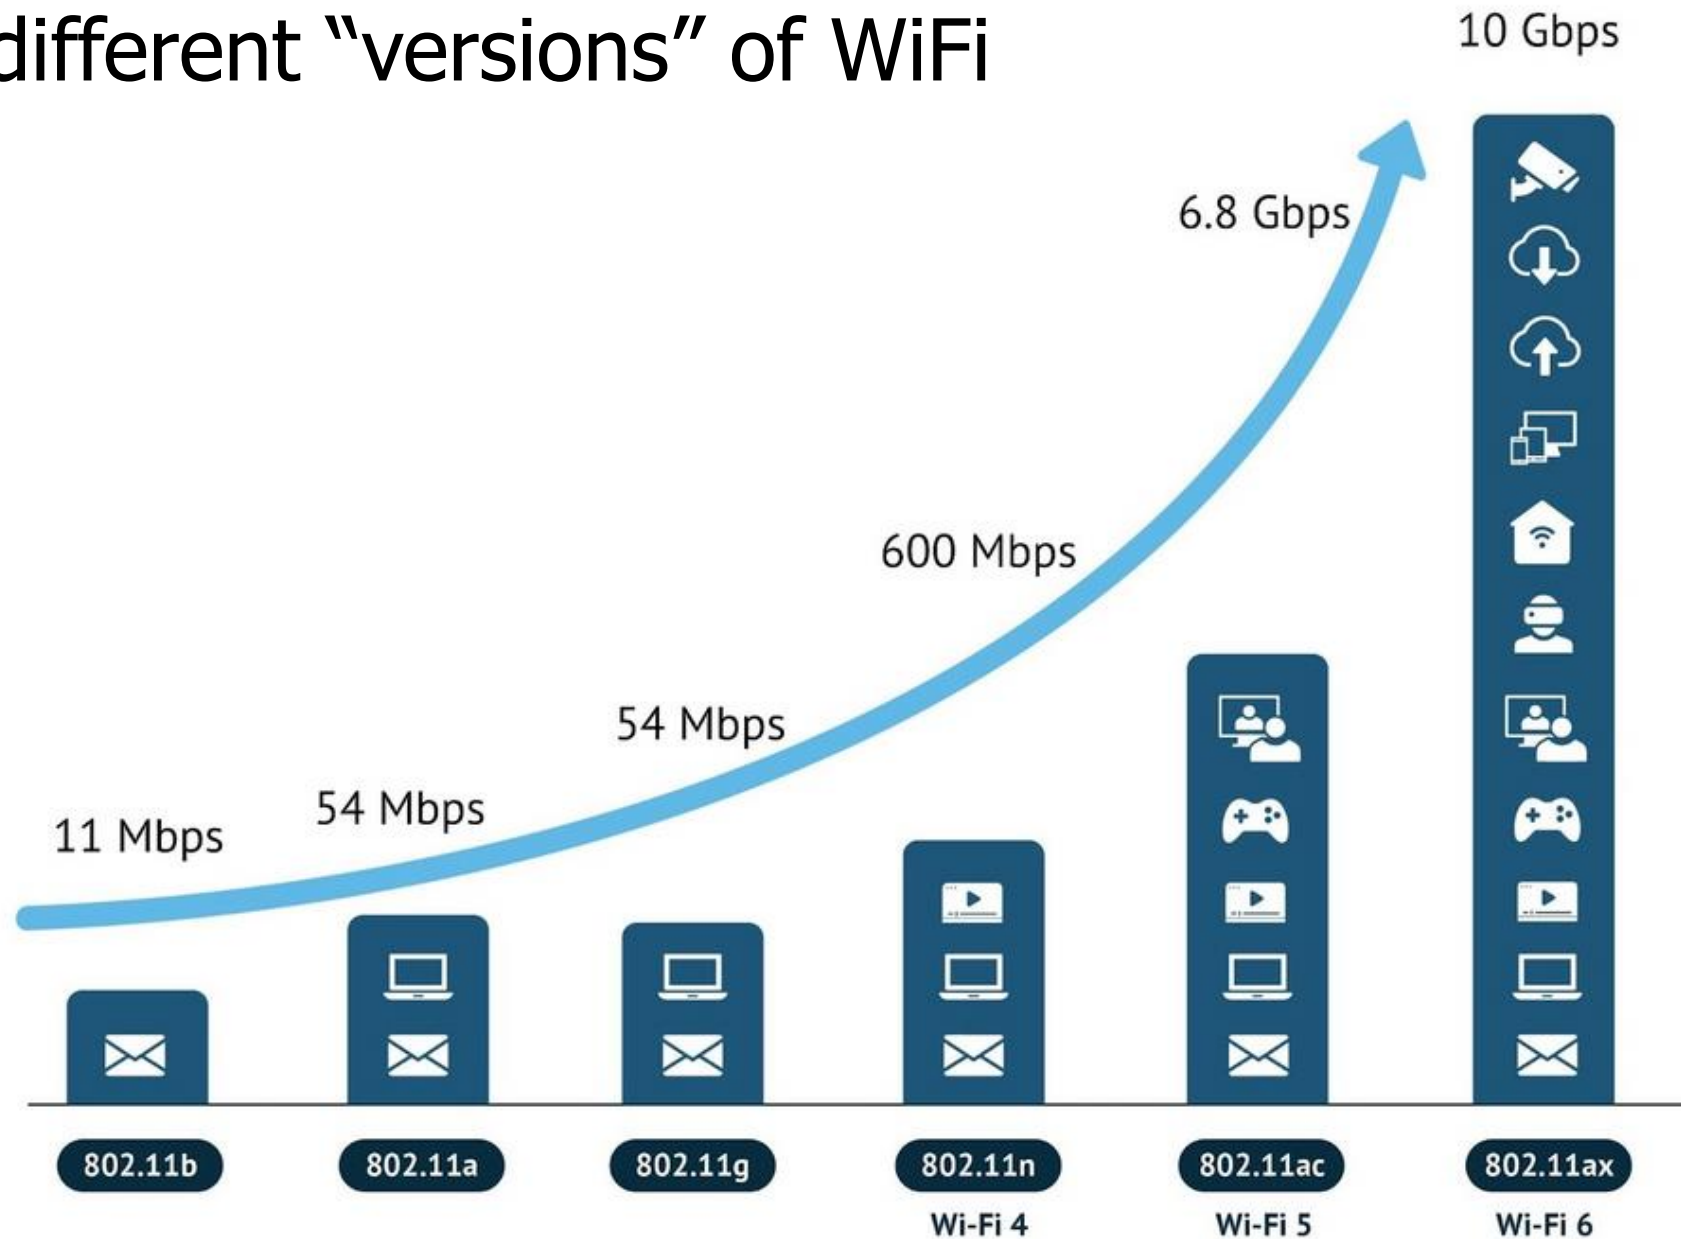 different “versions” of WiFi
10 Gbps
6.8 Gbps
600 Mbps
54 Mbps
54 Mbps
11 Mbps
802.11b
802.11a
802.11g
802.11n
802.11ac
802.11ax
Wi-Fi 4
Wi-Fi 5
Wi-Fi 6